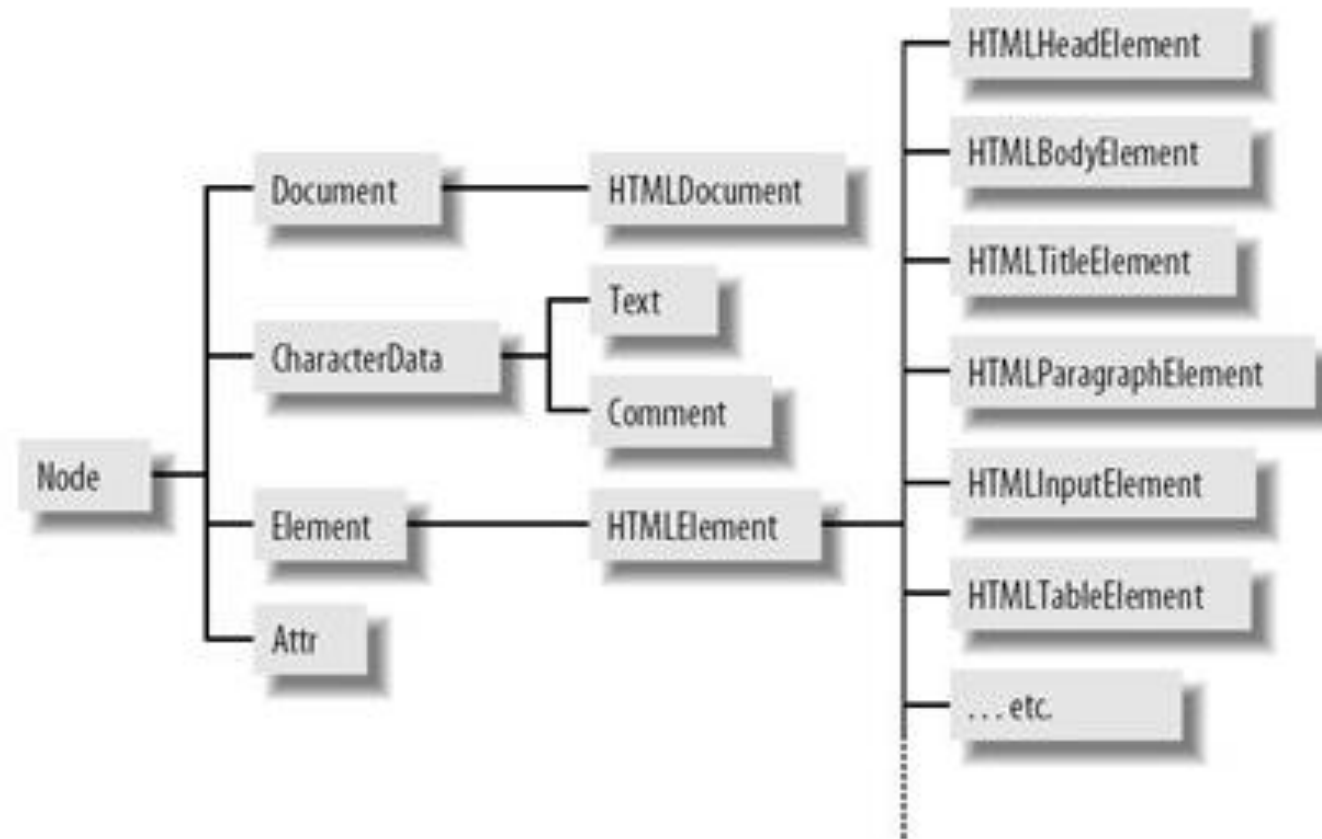 HTMLHeadElement
HTMLBodyElement
Document
HTMLDocument
HTMLTitleElement
Text
CharacterData
HTMLParagraphElement
Comment
Node
HTMLInputElement
Element
HTMLElement
HTMLTableElement
Attr
. . . etc.